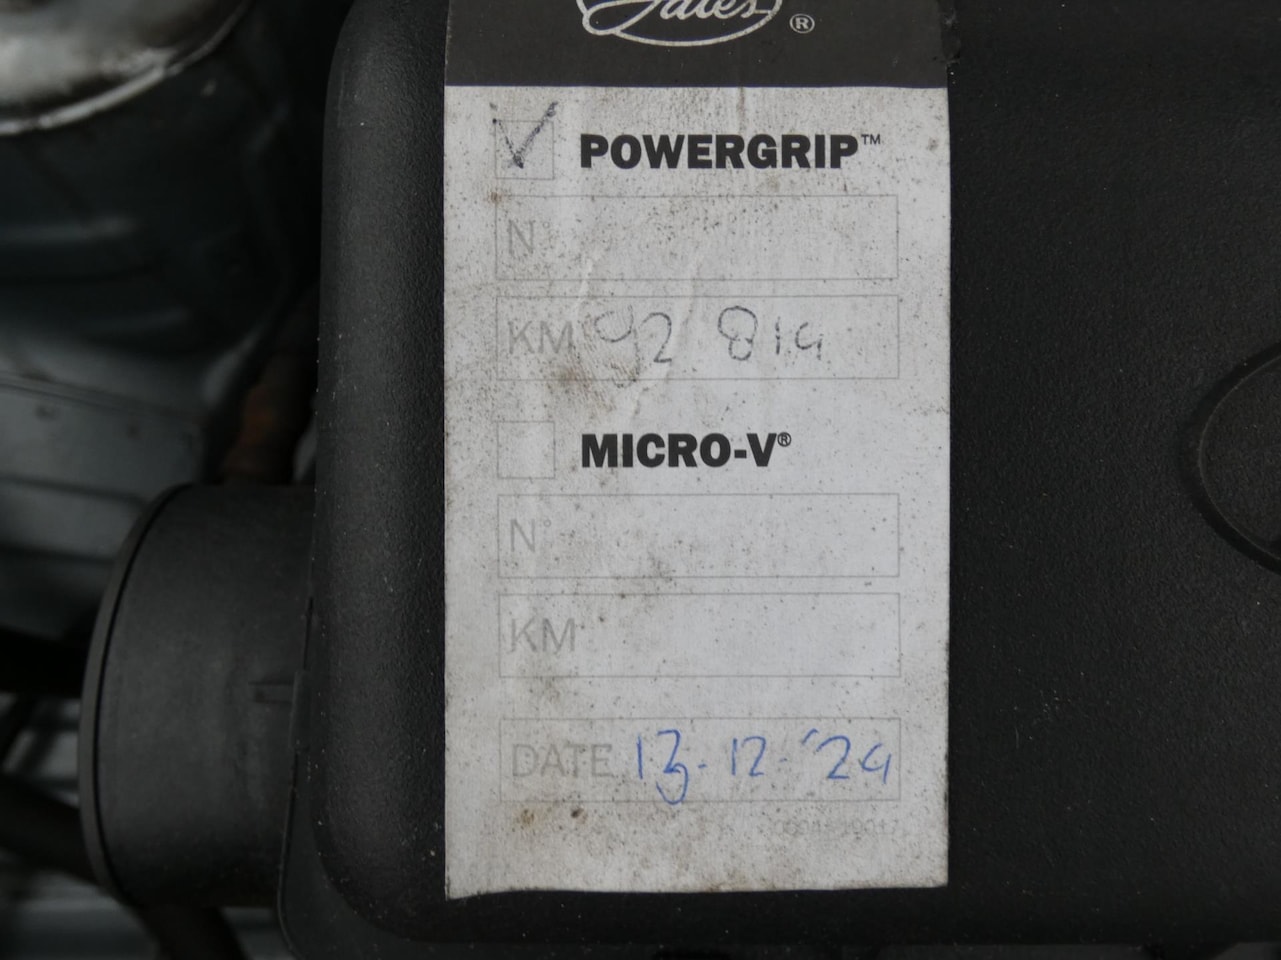 Gates ®
✓ POWERGRIP™
N°
KM 92 814
MICRO-V®
N°
KM
DATE 13-12-'24